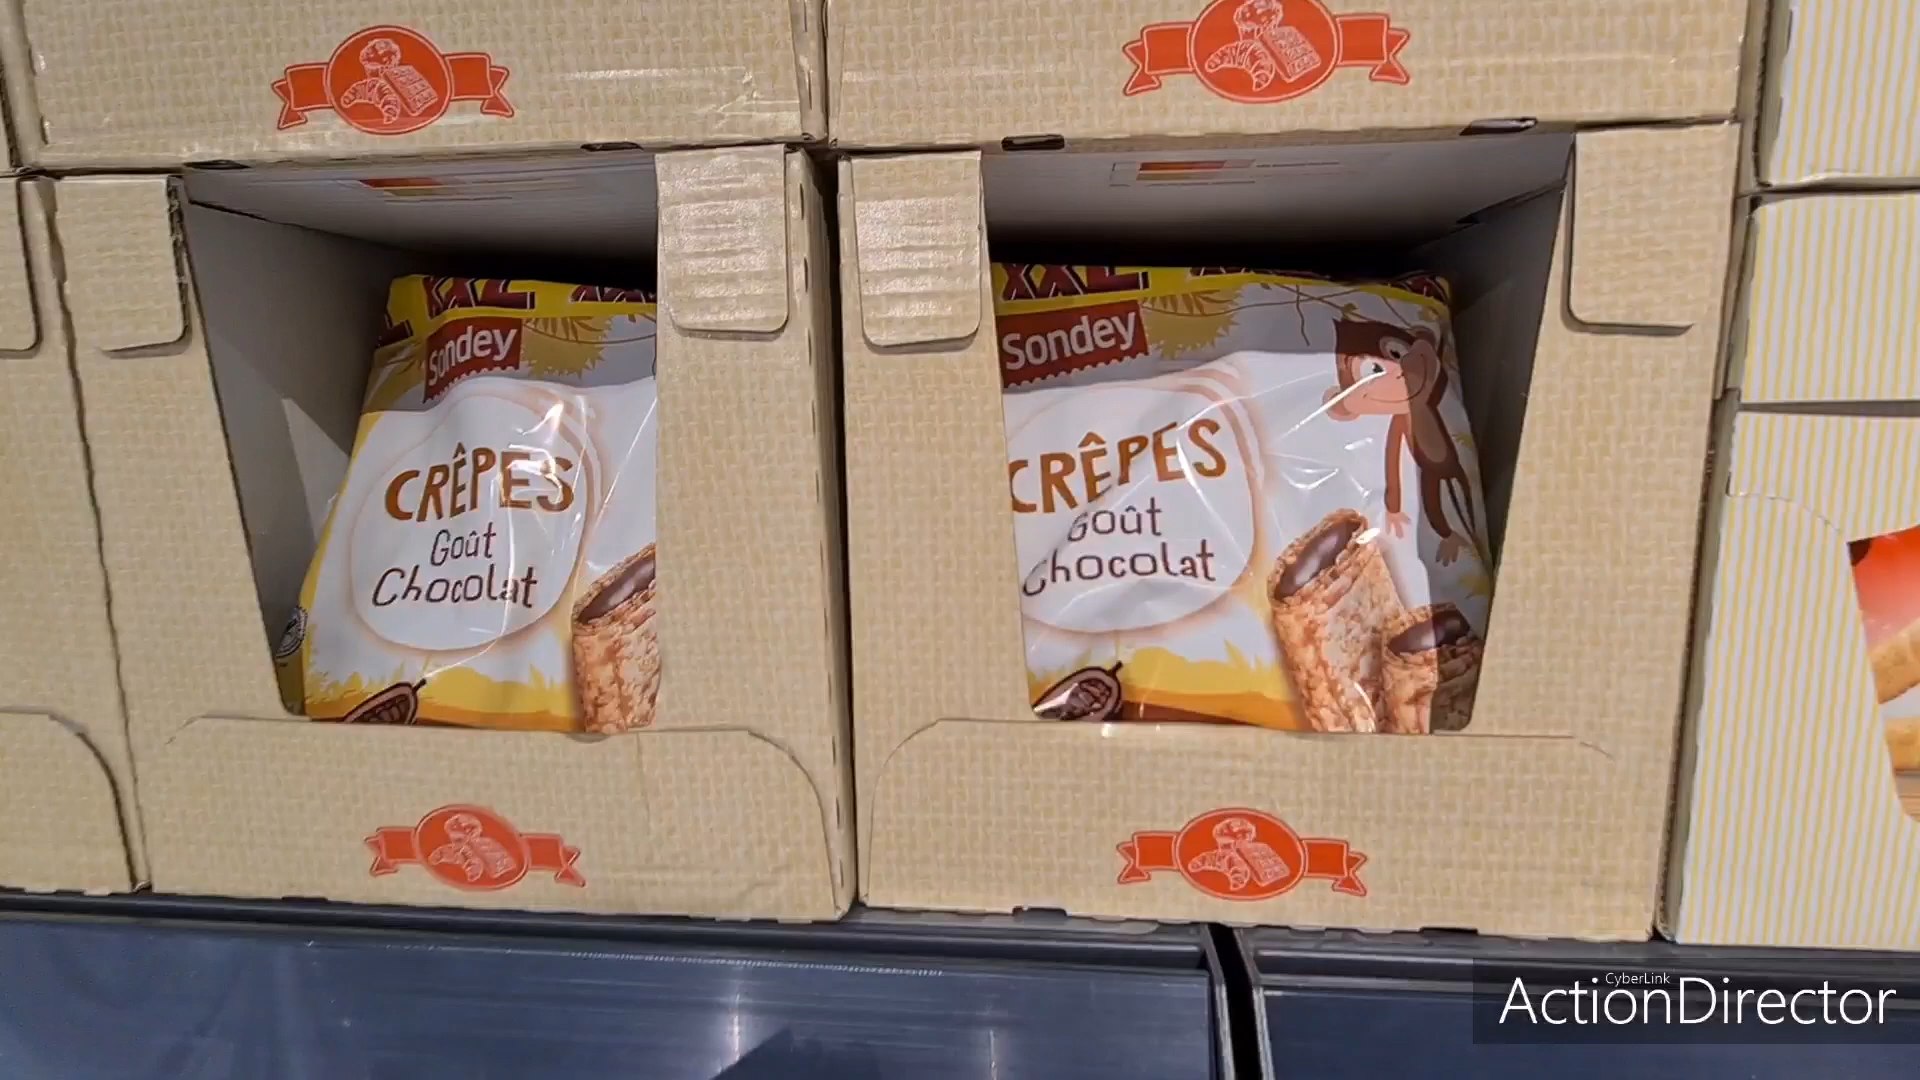 XXL
Sondey
CRÊPES
Goût
Chocolat
XXL
Sondey
CRÊPES
Goût
Chocolat
CyberLink
ActionDirector